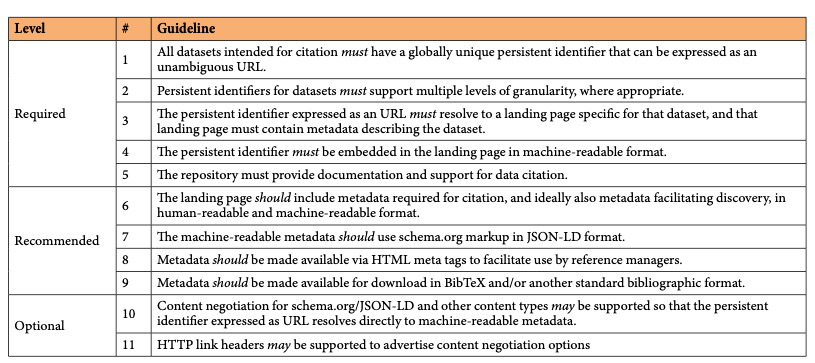 Level # Guideline
Required
1 All datasets intended for citation must have a globally unique persistent identifier that can be expressed as an
unambiguous URL.
2 Persistent identifiers for datasets must support multiple levels of granularity, where appropriate.
3 The persistent identifier expressed as an URL must resolve to a landing page specific for that dataset, and that
landing page must contain metadata describing the dataset.
4 The persistent identifier must be embedded in the landing page in machine-readable format.
5 The repository must provide documentation and support for data citation.
Recommended
6 The landing page should include metadata required for citation, and ideally also metadata facilitating discovery, in
human-readable and machine-readable format.
7 The machine-readable metadata should use schema.org markup in JSON-LD format.
8 Metadata should be made available via HTML meta tags to facilitate use by reference managers.
9 Metadata should be made available for download in BibTeX and/or another standard bibliographic format.
Optional
10 Content negotiation for schema.org/JSON-LD and other content types may be supported so that the persistent
identifier expressed as URL resolves directly to machine-readable metadata.
11 HTTP link headers may be supported to advertise content negotiation options